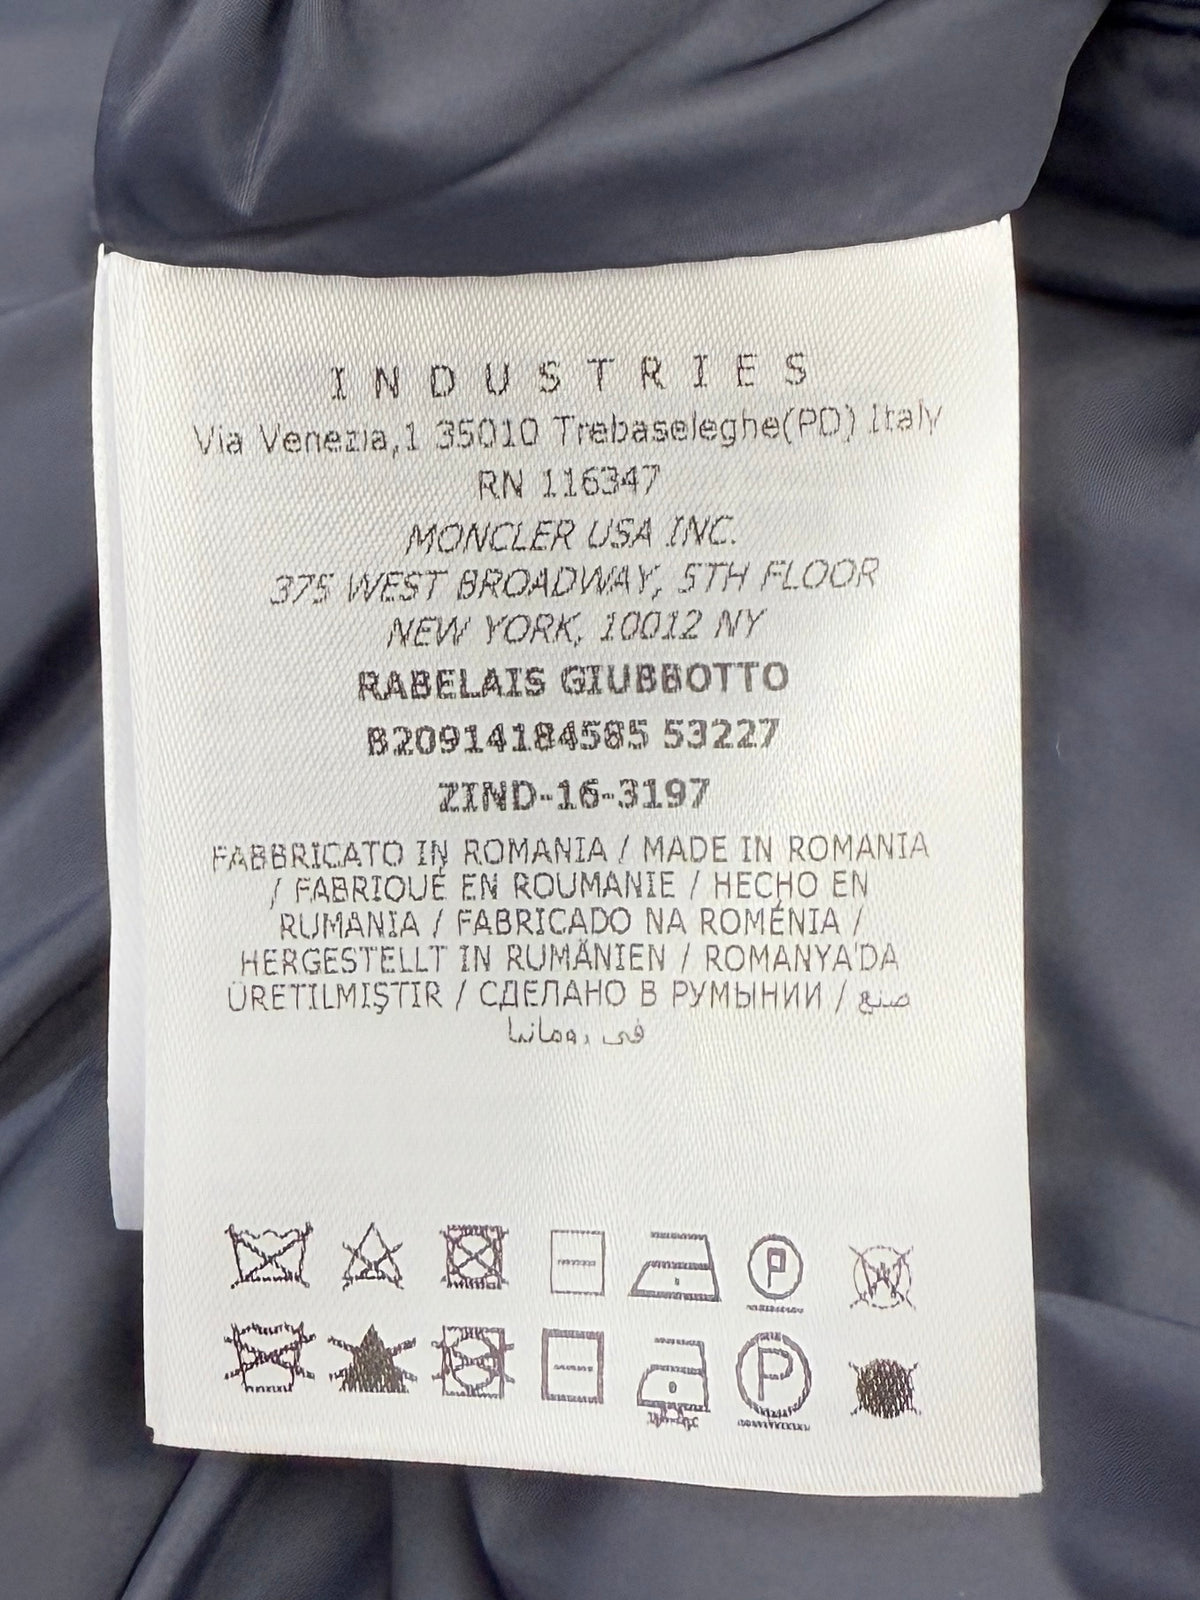 INDUSTRIES
Via Venezia,1 35010 Trebaseleghe(PD) Italy
RN 116347
MONCLER USA INC.
375 WEST BROADWAY, 5TH FLOOR
NEW YORK, 10012 NY
RABELAIS GIUBBOTTO
B20914184585 53227
ZIND-16-3197
FABBRICATO IN ROMANIA / MADE IN ROMANIA
/ FABRIQUÉ EN ROUMANIE / HECHO EN
RUMANIA / FABRICADO NA ROMÉNIA /
HERGESTELLT IN RUMÄNIEN / ROMANYA'DA
ÜRETILMIŞTIR / СДЕЛАНО В РУМЫНИИ / صنع
في رومانيا
P W
P